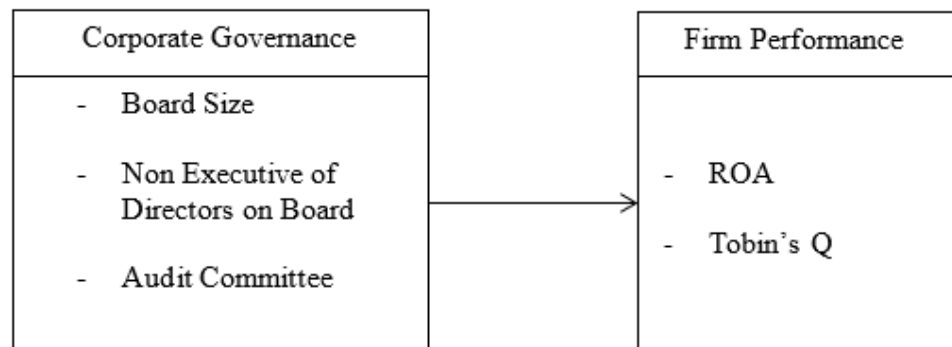 Corporate Governance
- Board Size
- Non Executive of
Directors on Board
- Audit Committee
Firm Performance
- ROA
- Tobin’s Q